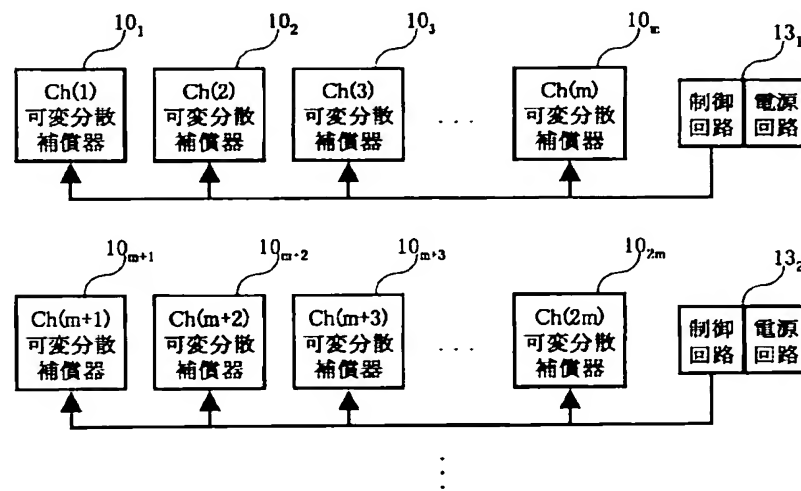 10₁ 10₂ 10₃ 10ₘ 13₁
Ch(1)
可変分散
補償器
Ch(2)
可変分散
補償器
Ch(3)
可変分散
補償器
. . .
Ch(m)
可変分散
補償器
制御
回路
電源
回路
10ₘ₊₁ 10ₘ₊₂ 10ₘ₊₃ 10₂ₘ 13₂
Ch(m+1)
可変分散
補償器
Ch(m+2)
可変分散
補償器
Ch(m+3)
可変分散
補償器
. . .
Ch(2m)
可変分散
補償器
制御
回路
電源
回路